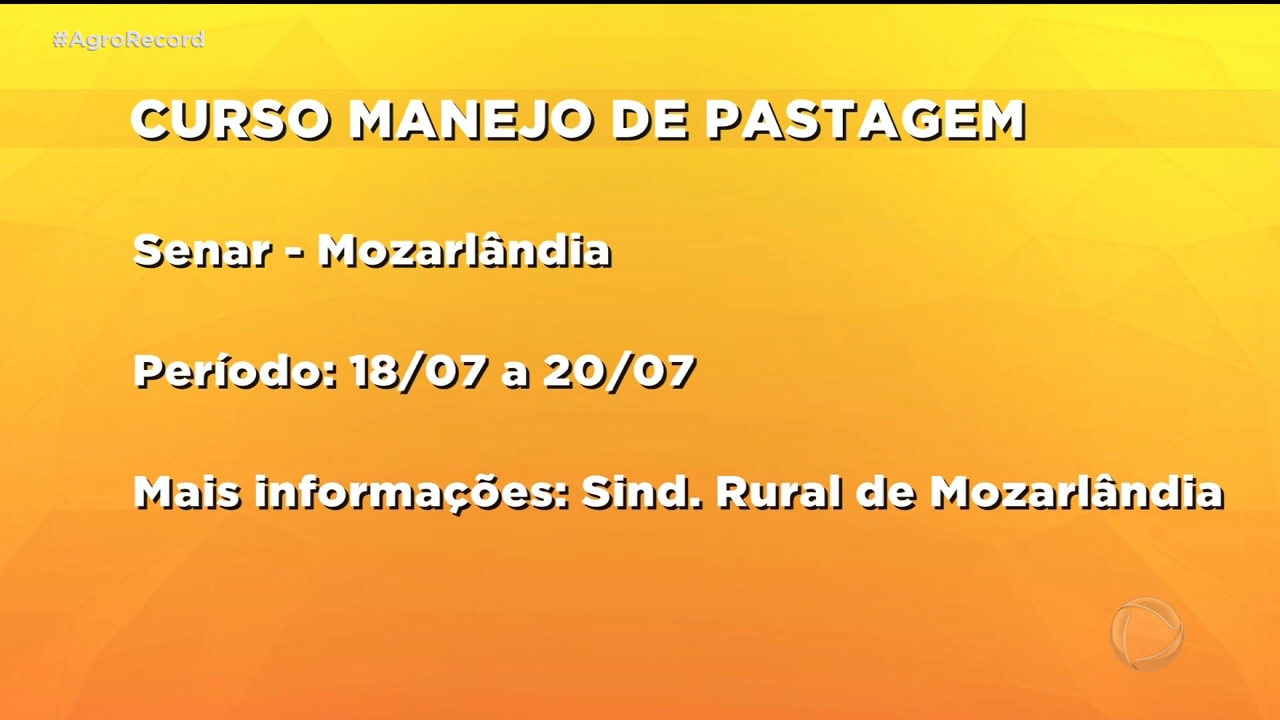 #AgroRecord
CURSO MANEJO DE PASTAGEM
Senar - Mozarlândia
Período: 18/07 a 20/07
Mais informações: Sind. Rural de Mozarlândia